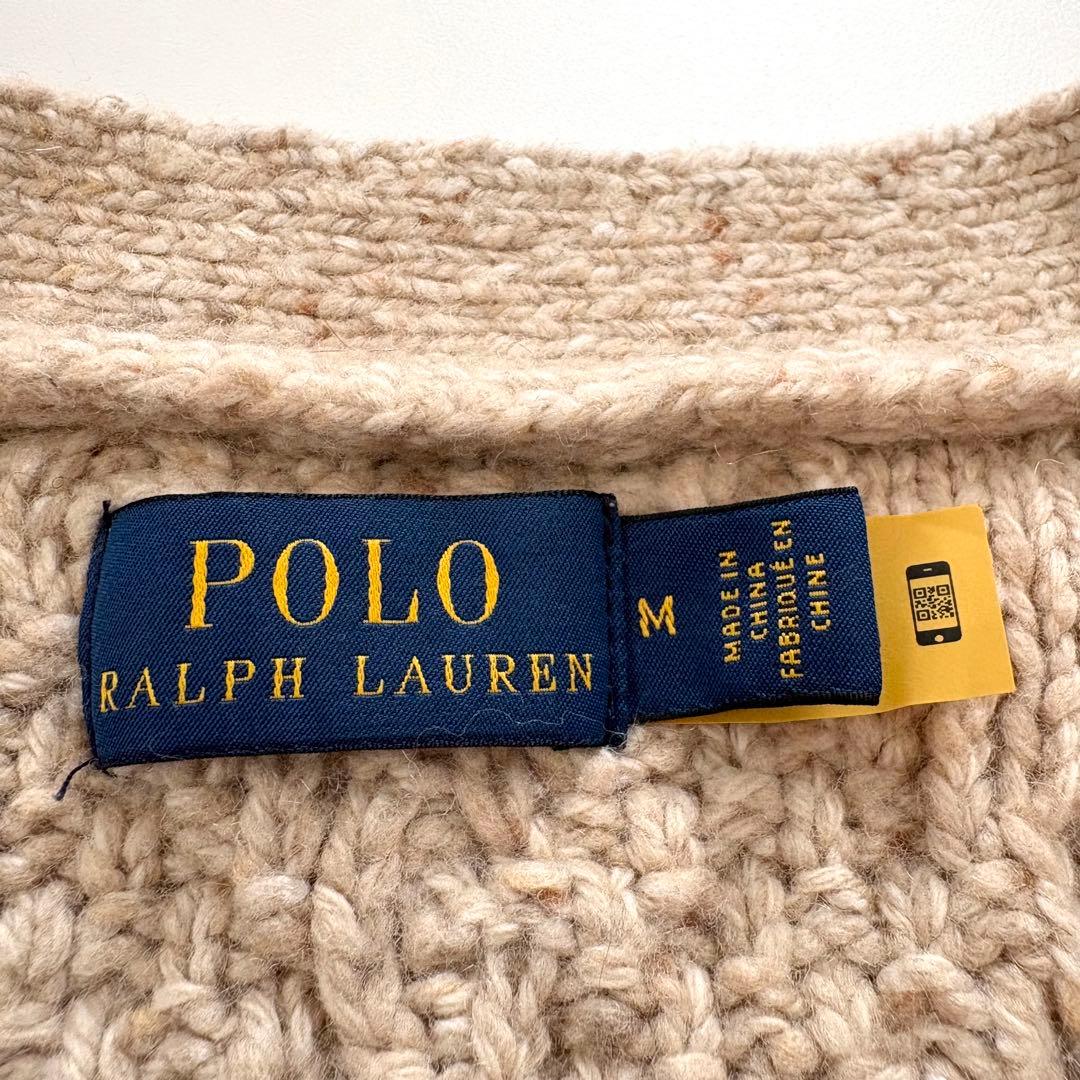 POLO
RALPH LAUREN
M
MADE IN
CHINA
FABRIQUÉ EN
CHINE